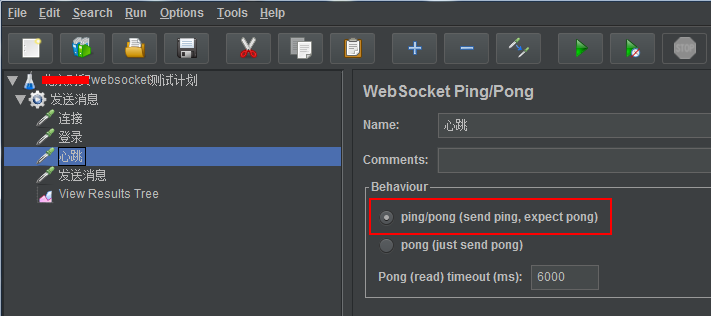 File Edit Search Run Options Tools Help
STOP
websocket测试计划
发送消息
连接
登录
心跳
发送消息
View Results Tree
WebSocket Ping/Pong
Name: 心跳
Comments:
Behaviour
ping/pong (send ping, expect pong)
pong (just send pong)
Pong (read) timeout (ms): 6000